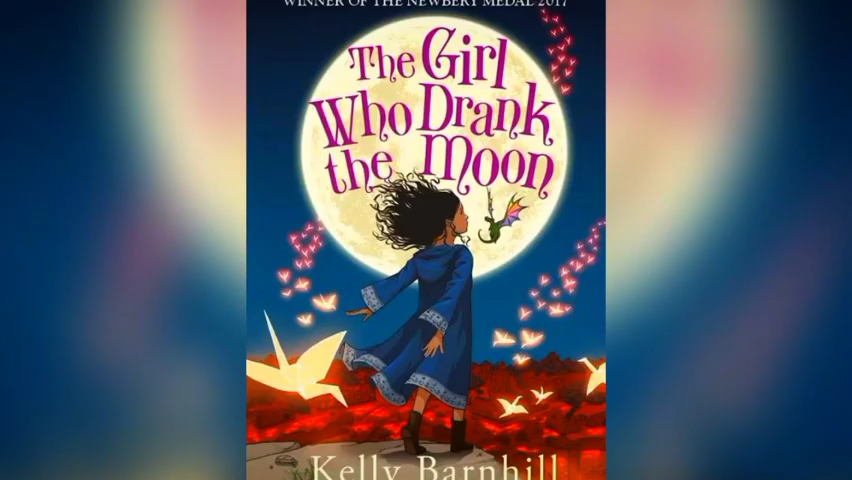 WINNER OF THE NEWBERY MEDAL 2017
The Girl
Who Drank
the Moon
Kelly Barnhill